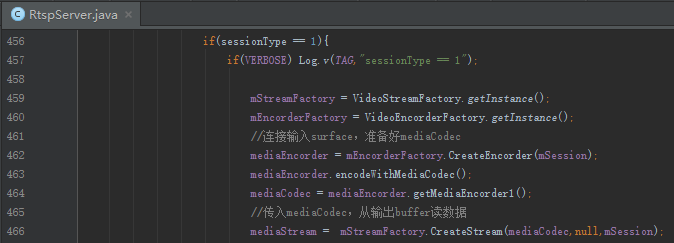 RtspServer.java ×
456 if(sessionType == 1){
457 if(VERBOSE) Log.v(TAG,"sessionType == 1");
458
459 mStreamFactory = VideoStreamFactory.getInstance();
460 mEncorderFactory = VideoEncorderFactory.getInstance();
461 //连接输入surface，准备好mediaCodec
462 mediaEncorder = mEncorderFactory.CreateEncorder(mSession);
463 mediaEncorder.encodeWithMediaCodec();
464 mediaCodec = mediaEncorder.getMediaEncorder1();
465 //传入mediaCodec，从输出buffer读数据
466 mediaStream = mStreamFactory.CreateStream(mediaCodec,null,mSession);